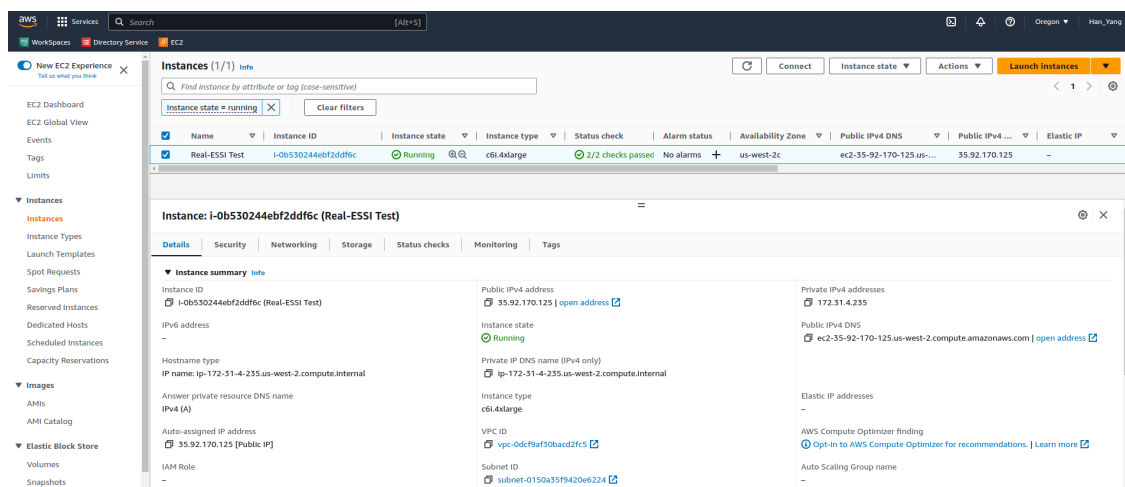 aws Services Search [Alt+S] Oregon ▼ Han_Yang
WorkSpaces Directory Service EC2
New EC2 Experience
Tell us what you think
EC2 Dashboard
EC2 Global View
Events
Tags
Limits
▼ Instances
Instances
Instance Types
Launch Templates
Spot Requests
Savings Plans
Reserved Instances
Dedicated Hosts
Scheduled Instances
Capacity Reservations
▼ Images
AMIs
AMI Catalog
▼ Elastic Block Store
Volumes
Snapshots
Instances (1/1) Info
Connect Instance state ▼ Actions ▼ Launch instances ▼
Find instance by attribute or tag (case-sensitive)
< 1 >
Instance state = running Clear filters
Name Instance ID Instance state Instance type Status check Alarm status Availability Zone Public IPv4 DNS Public IPv4 ... Elastic IP
Real-ESSI Test i-0b530244ebf2ddf6c Running c6i.4xlarge 2/2 checks passed No alarms + us-west-2c ec2-35-92-170-125.us-... 35.92.170.125 –
Instance: i-0b530244ebf2ddf6c (Real-ESSI Test)
Details Security Networking Storage Status checks Monitoring Tags
▼ Instance summary Info
Instance ID
i-0b530244ebf2ddf6c (Real-ESSI Test)
Public IPv4 address
35.92.170.125 | open address
Private IPv4 addresses
172.31.4.235
IPv6 address
–
Instance state
Running
Public IPv4 DNS
ec2-35-92-170-125.us-west-2.compute.amazonaws.com | open address
Hostname type
IP name: ip-172-31-4-235.us-west-2.compute.internal
Private IP DNS name (IPv4 only)
ip-172-31-4-235.us-west-2.compute.internal
Answer private resource DNS name
IPv4 (A)
Instance type
c6i.4xlarge
Elastic IP addresses
–
Auto-assigned IP address
35.92.170.125 [Public IP]
VPC ID
vpc-0dcf9af30bacd2fc5
AWS Compute Optimizer finding
Opt-in to AWS Compute Optimizer for recommendations. | Learn more
IAM Role
–
Subnet ID
subnet-0150a35f9420e6224
Auto Scaling Group name
–